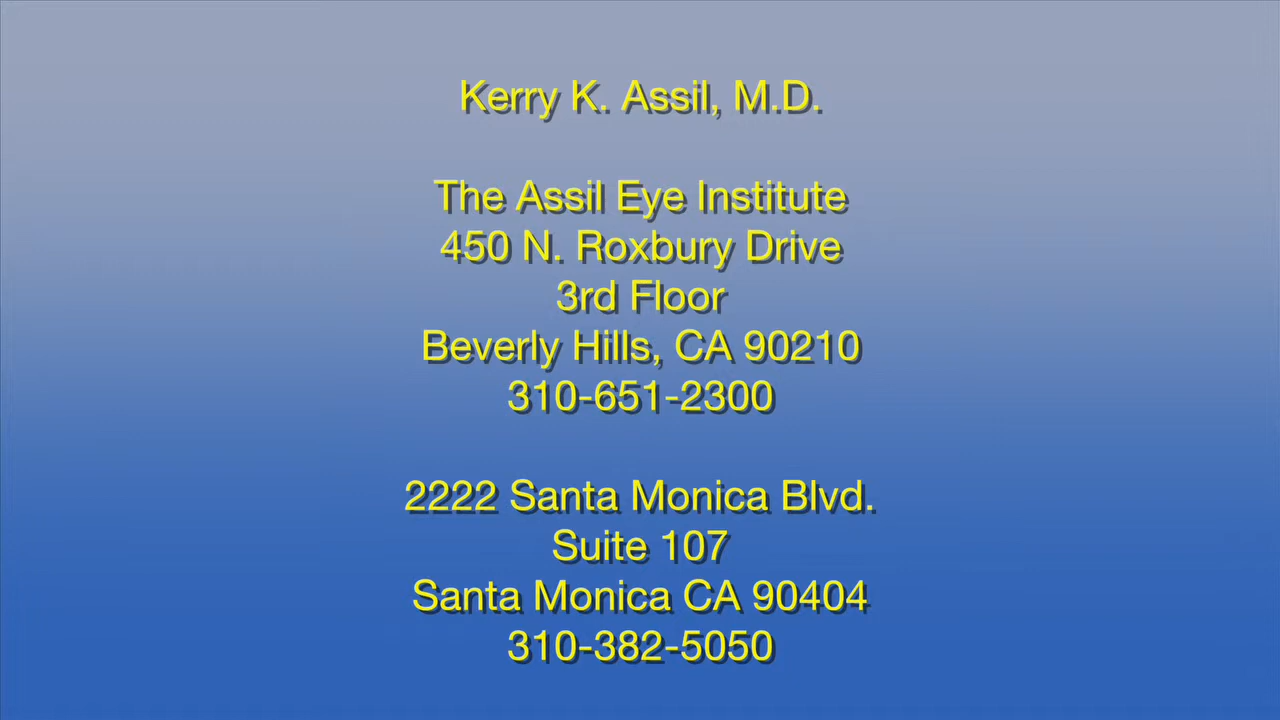 Kerry K. Assil, M.D.
The Assil Eye Institute
450 N. Roxbury Drive
3rd Floor
Beverly Hills, CA 90210
310-651-2300
2222 Santa Monica Blvd.
Suite 107
Santa Monica CA 90404
310-382-5050